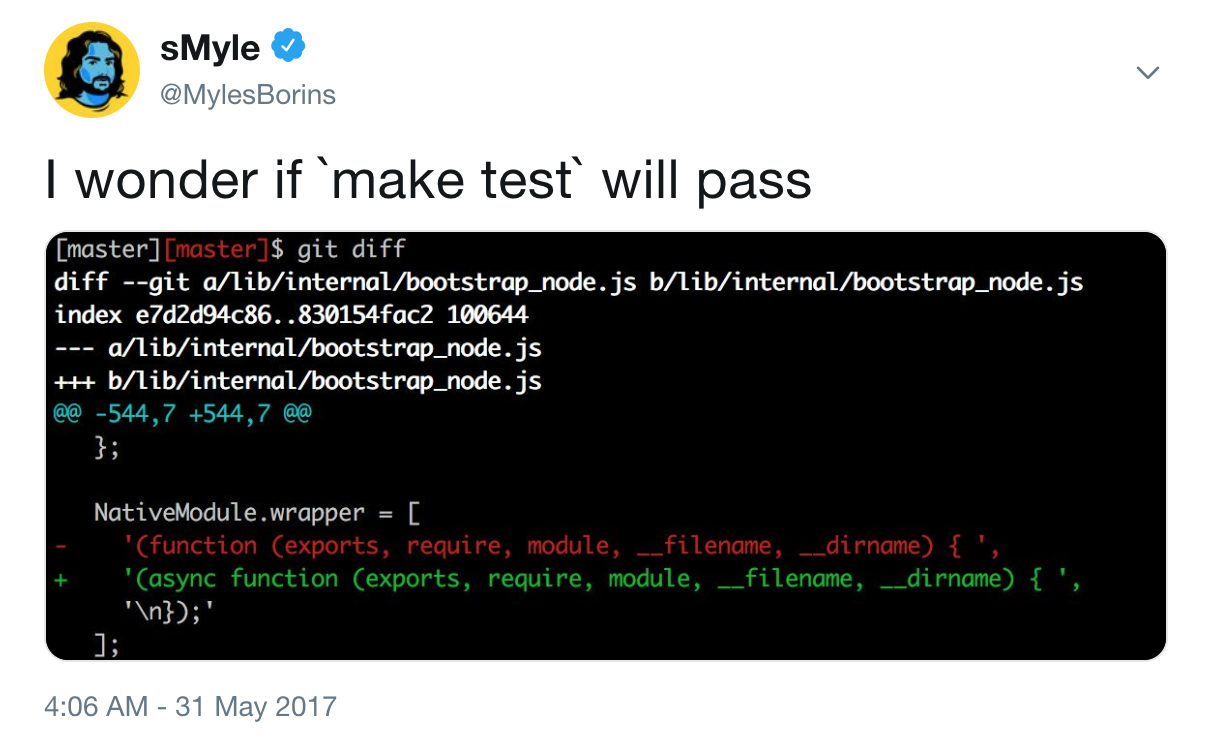 sMyle
@MylesBorins
I wonder if `make test` will pass
[master][master]$ git diff
diff --git a/lib/internal/bootstrap_node.js b/lib/internal/bootstrap_node.js
index e7d2d94c86..830154fac2 100644
--- a/lib/internal/bootstrap_node.js
+++ b/lib/internal/bootstrap_node.js
@@ -544,7 +544,7 @@
   };

   NativeModule.wrapper = [
-    '(function (exports, require, module, __filename, __dirname) { ',
+    '(async function (exports, require, module, __filename, __dirname) { ',
     '\n});'
   ];
4:06 AM - 31 May 2017